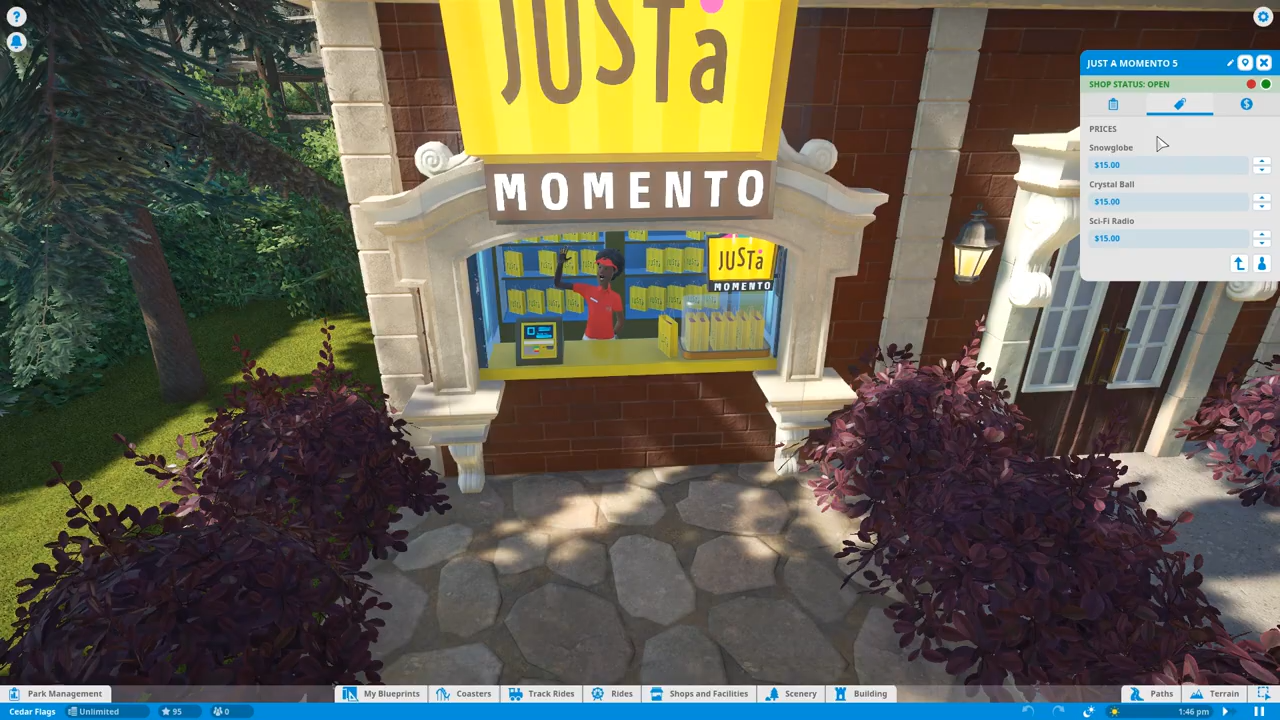 JUSTa
MOMENTO
JUSTa
MOMENTO
JUST A MOMENTO 5
SHOP STATUS: OPEN
PRICES
Snowglobe
$15.00
Crystal Ball
$15.00
Sci-Fi Radio
$15.00
Park Management
My Blueprints
Coasters
Track Rides
Rides
Shops and Facilities
Scenery
Building
Paths
Terrain
Cedar Flags
Unlimited
95
0
1:46 pm